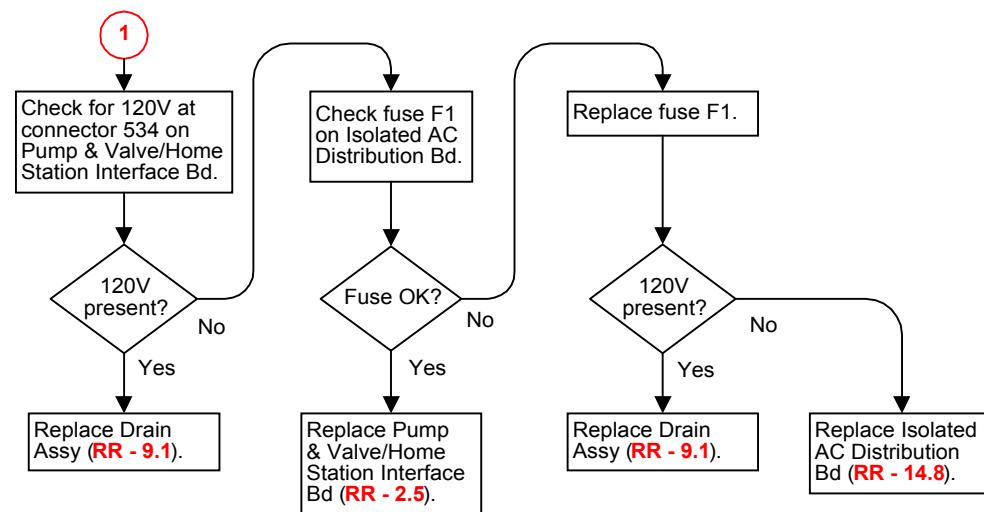 1
Check for 120V at
connector 534 on
Pump & Valve/Home
Station Interface Bd.
120V
present?
No
Yes
Replace Drain
Assy (RR - 9.1).
Check fuse F1
on Isolated AC
Distribution Bd.
Fuse OK?
No
Yes
Replace Pump
& Valve/Home
Station Interface
Bd (RR - 2.5).
Replace fuse F1.
120V
present?
No
Yes
Replace Drain
Assy (RR - 9.1).
Replace Isolated
AC Distribution
Bd (RR - 14.8).